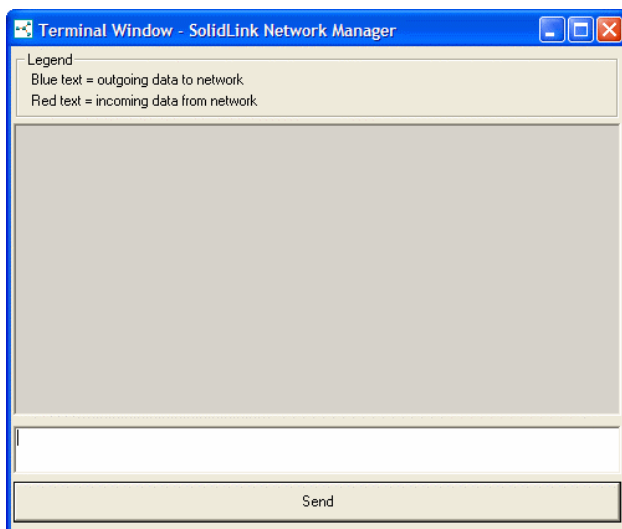 Terminal Window - SolidLink Network Manager
Legend
Blue text = outgoing data to network
Red text = incoming data from network
Send